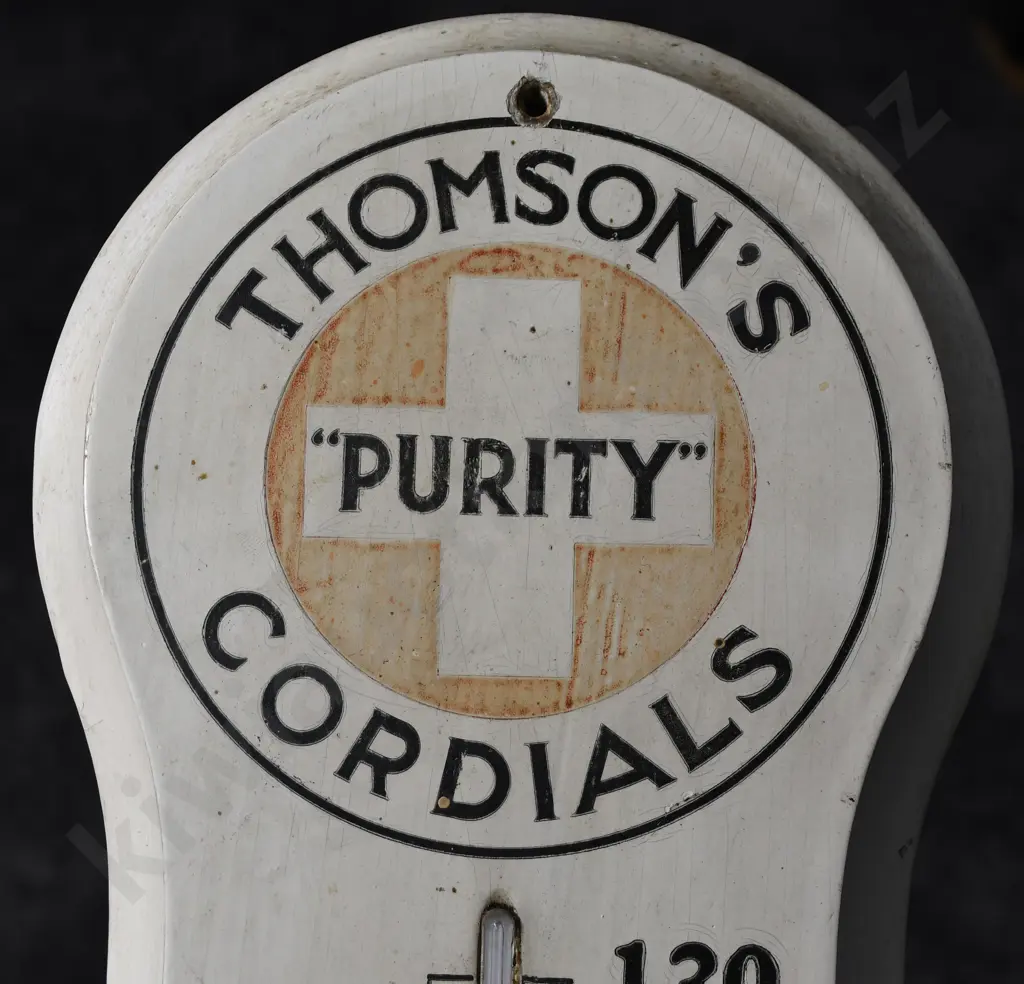 THOMSON'S
"PURITY"
CORDIALS
120